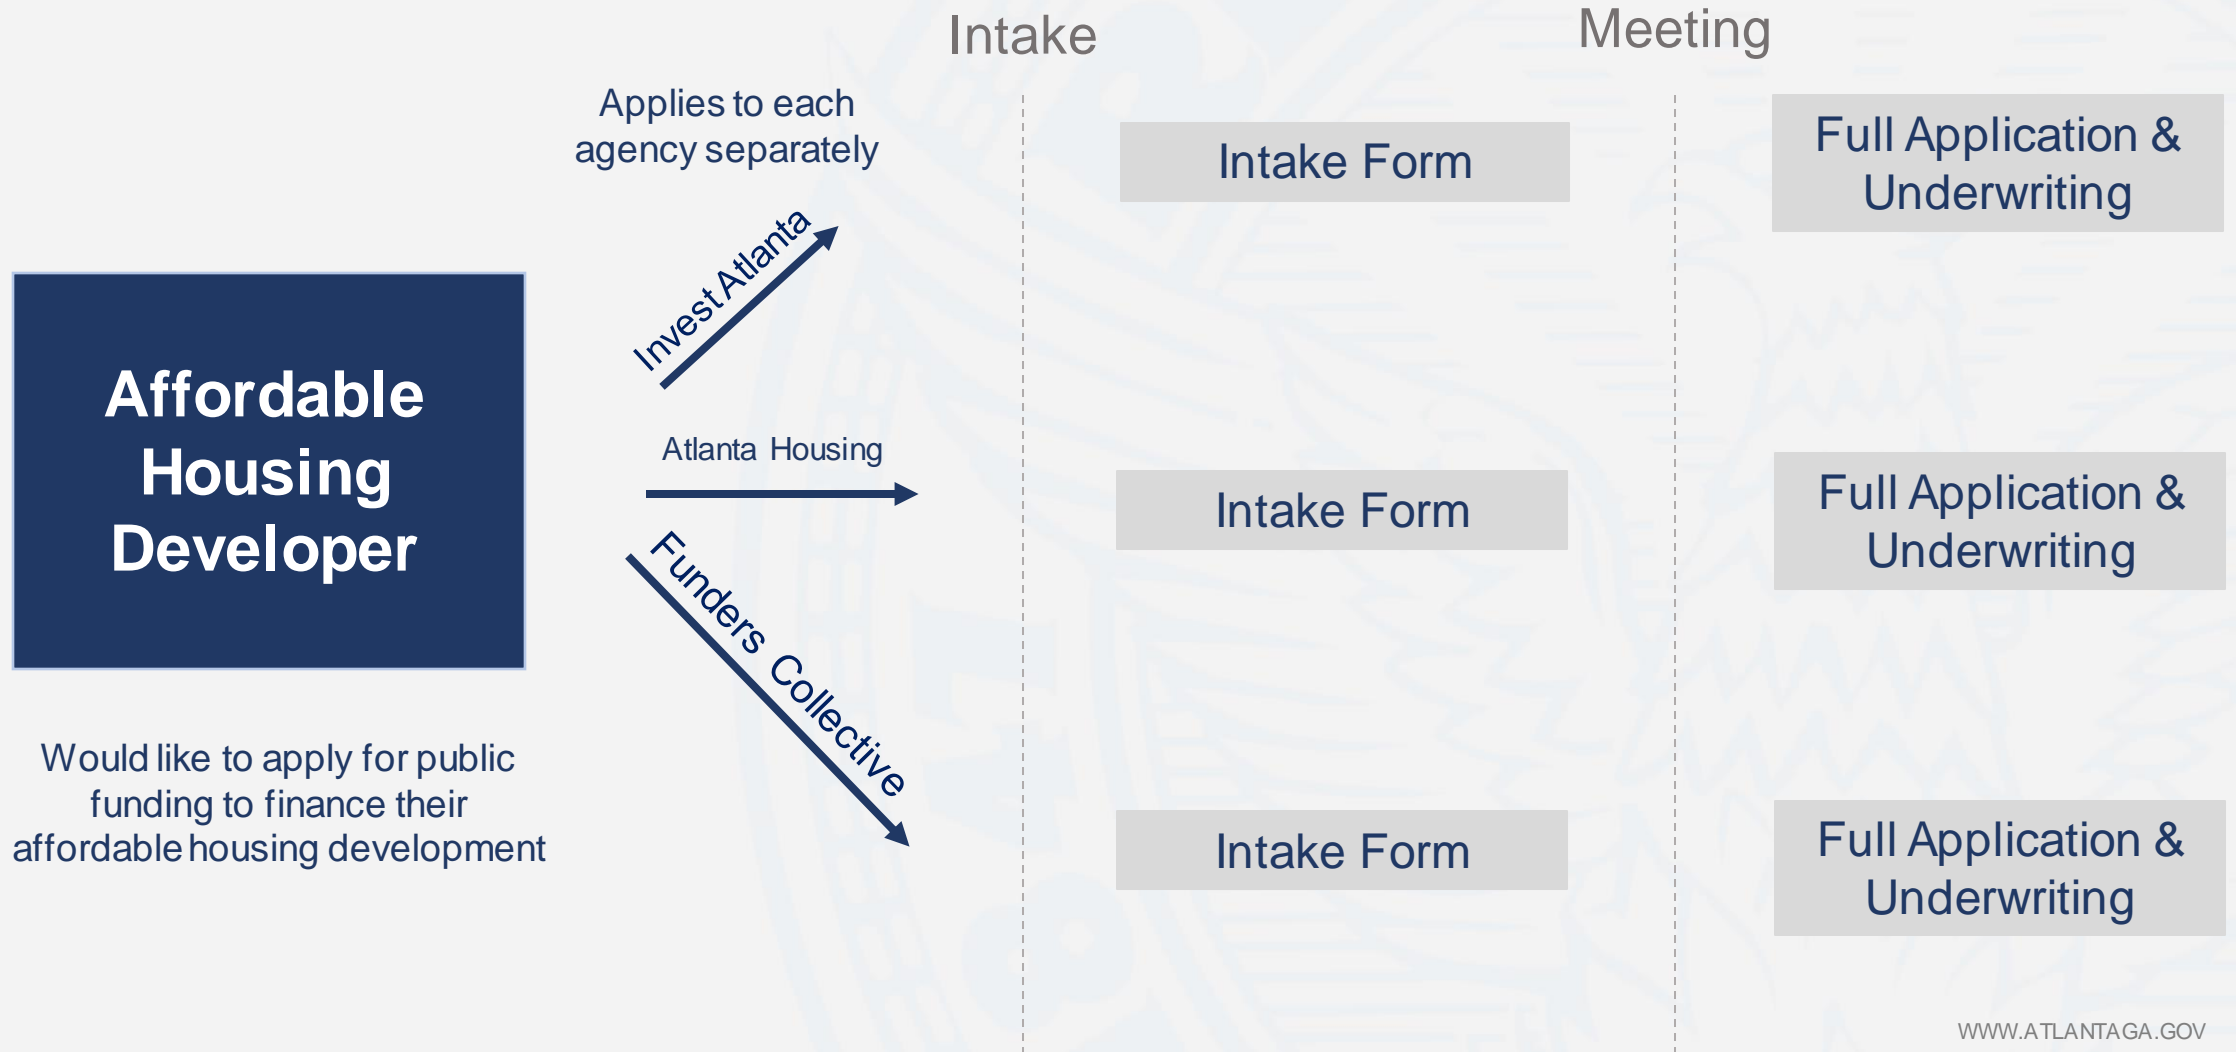 Intake
Meeting
Applies to each
agency separately
Invest Atlanta
Atlanta Housing
Funders Collective
Affordable
Housing
Developer
Would like to apply for public
funding to finance their
affordable housing development
Intake Form
Full Application &
Underwriting
Intake Form
Full Application &
Underwriting
Intake Form
Full Application &
Underwriting
WWW.ATLANTAGA.GOV